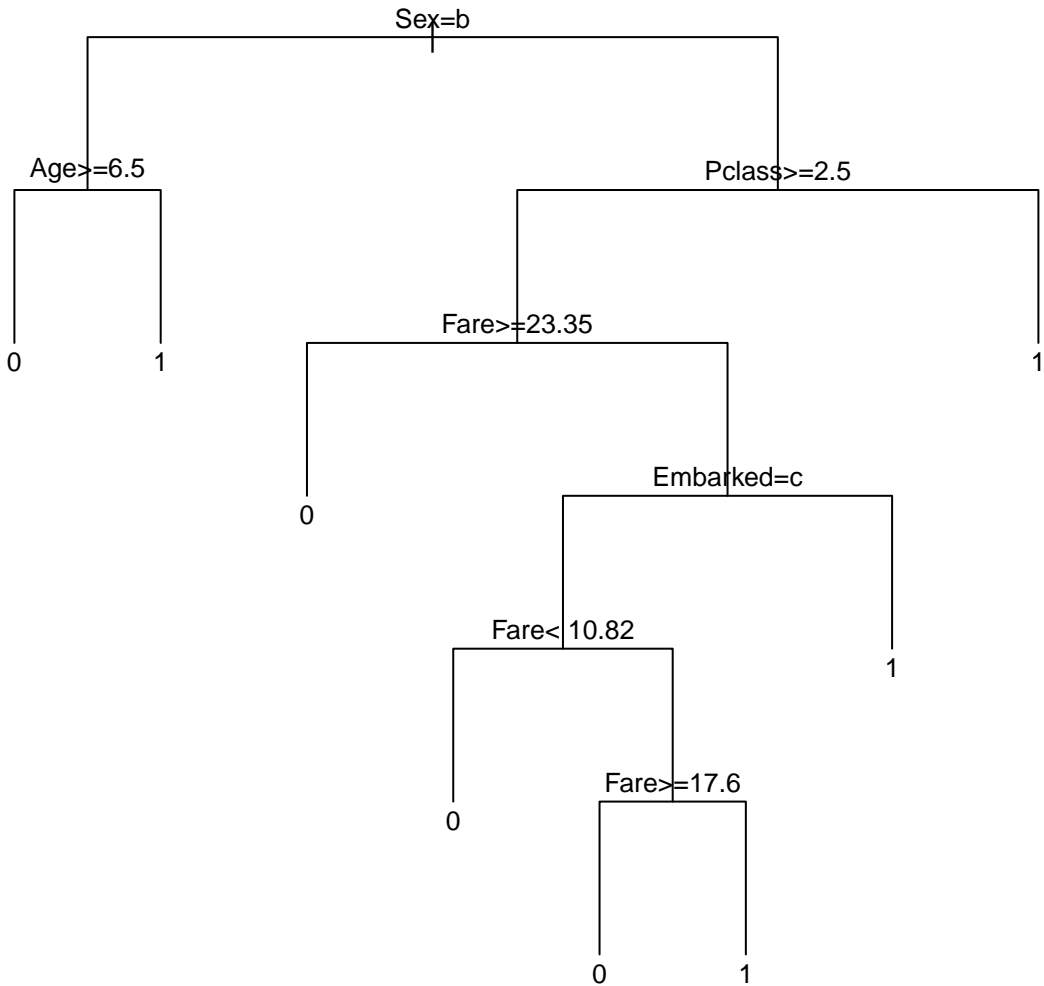 Sex=b
Age>=6.5
Pclass>=2.5
Fare>=23.35
0
1
1
Embarked=c
0
Fare< 10.82
1
Fare>=17.6
0
0
1